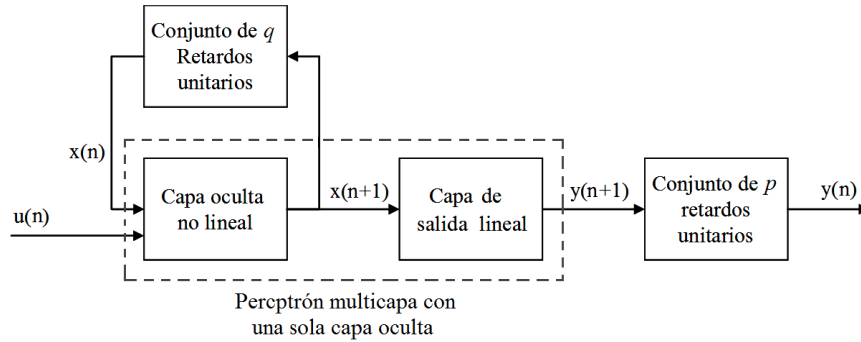 Conjunto de q
Retardos
unitarios
x(n)
u(n)
Capa oculta
no lineal
x(n+1)
Capa de
salida lineal
y(n+1)
Conjunto de p
retardos
unitarios
y(n)
Percptrón multicapa con
una sola capa oculta